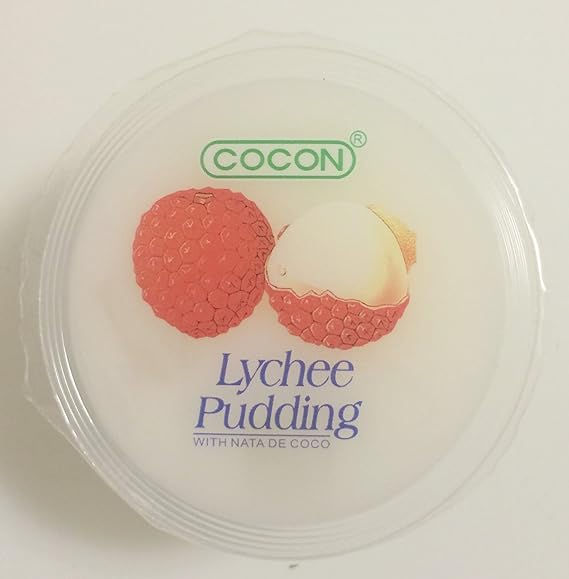 COCON®
Lychee
Pudding
WITH NATA DE COCO